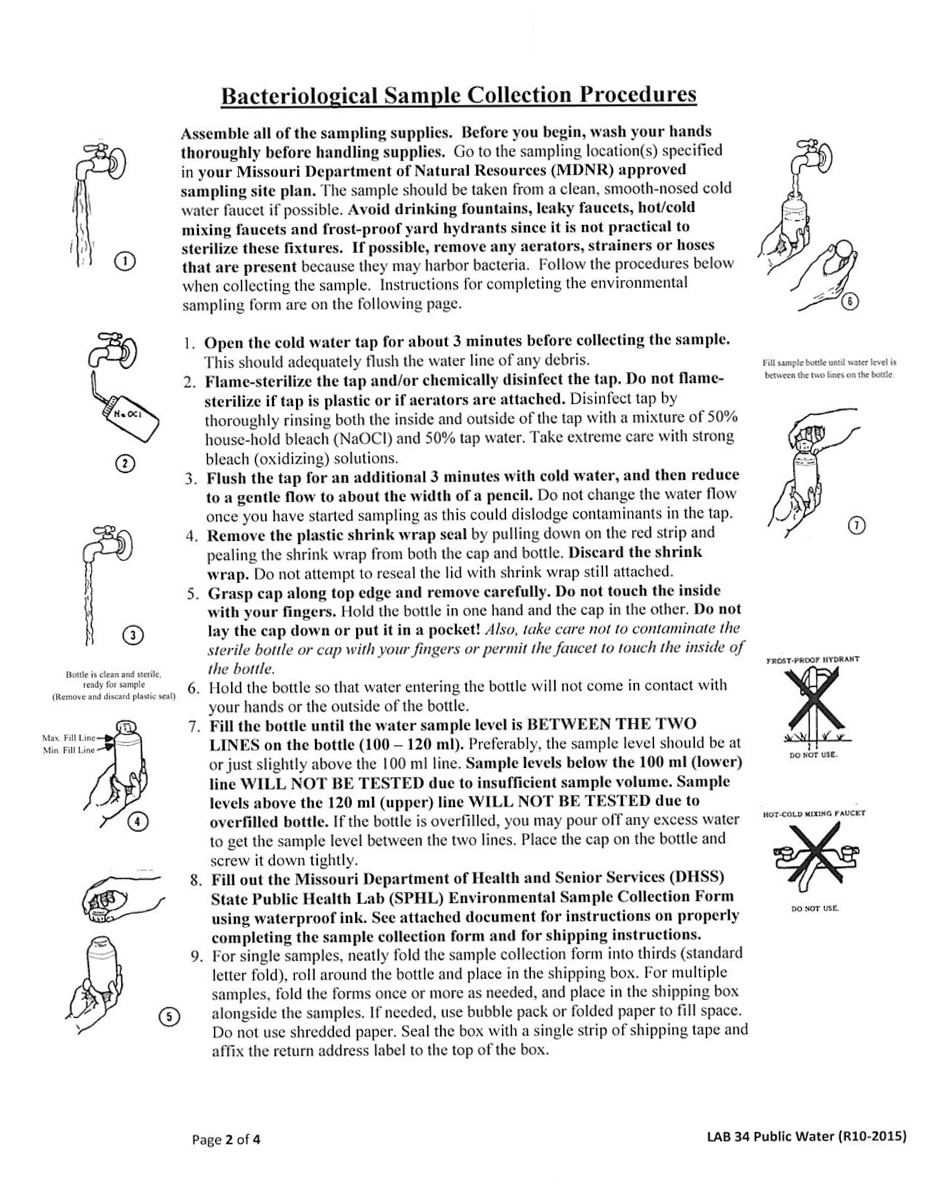 Bacteriological Sample Collection Procedures
Assemble all of the sampling supplies. Before you begin, wash your hands
thoroughly before handling supplies. Go to the sampling location(s) specified
in your Missouri Department of Natural Resources (MDNR) approved
sampling site plan. The sample should be taken from a clean, smooth-nosed cold
water faucet if possible. Avoid drinking fountains, leaky faucets, hot/cold
mixing faucets and frost-proof yard hydrants since it is not practical to
sterilize these fixtures. If possible, remove any aerators, strainers or hoses
that are present because they may harbor bacteria. Follow the procedures below
when collecting the sample. Instructions for completing the environmental
sampling form are on the following page.
1. Open the cold water tap for about 3 minutes before collecting the sample.
This should adequately flush the water line of any debris.
2. Flame-sterilize the tap and/or chemically disinfect the tap. Do not flame-
sterilize if tap is plastic or if aerators are attached. Disinfect tap by
thoroughly rinsing both the inside and outside of the tap with a mixture of 50%
house-hold bleach (NaOCl) and 50% tap water. Take extreme care with strong
bleach (oxidizing) solutions.
3. Flush the tap for an additional 3 minutes with cold water, and then reduce
to a gentle flow to about the width of a pencil. Do not change the water flow
once you have started sampling as this could dislodge contaminants in the tap.
4. Remove the plastic shrink wrap seal by pulling down on the red strip and
pealing the shrink wrap from both the cap and bottle. Discard the shrink
wrap. Do not attempt to reseal the lid with shrink wrap still attached.
5. Grasp cap along top edge and remove carefully. Do not touch the inside
with your fingers. Hold the bottle in one hand and the cap in the other. Do not
lay the cap down or put it in a pocket! Also, take care not to contaminate the
sterile bottle or cap with your fingers or permit the faucet to touch the inside of
the bottle.
6. Hold the bottle so that water entering the bottle will not come in contact with
your hands or the outside of the bottle.
7. Fill the bottle until the water sample level is BETWEEN THE TWO
LINES on the bottle (100 – 120 ml). Preferably, the sample level should be at
or just slightly above the 100 ml line. Sample levels below the 100 ml (lower)
line WILL NOT BE TESTED due to insufficient sample volume. Sample
levels above the 120 ml (upper) line WILL NOT BE TESTED due to
overfilled bottle. If the bottle is overfilled, you may pour off any excess water
to get the sample level between the two lines. Place the cap on the bottle and
screw it down tightly.
8. Fill out the Missouri Department of Health and Senior Services (DHSS)
State Public Health Lab (SPHL) Environmental Sample Collection Form
using waterproof ink. See attached document for instructions on properly
completing the sample collection form and for shipping instructions.
9. For single samples, neatly fold the sample collection form into thirds (standard
letter fold), roll around the bottle and place in the shipping box. For multiple
samples, fold the forms once or more as needed, and place in the shipping box
alongside the samples. If needed, use bubble pack or folded paper to fill space.
Do not use shredded paper. Seal the box with a single strip of shipping tape and
affix the return address label to the top of the box.
1
NaOCl
2
3
Bottle is clean and sterile,
ready for sample
(Remove and discard plastic seal)
Max. Fill Line
Min. Fill Line
4
5
6
Fill sample bottle until water level is
between the two lines on the bottle.
7
FROST-PROOF HYDRANT
DO NOT USE.
HOT-COLD MIXING FAUCET
DO NOT USE.
Page 2 of 4
LAB 34 Public Water (R10-2015)